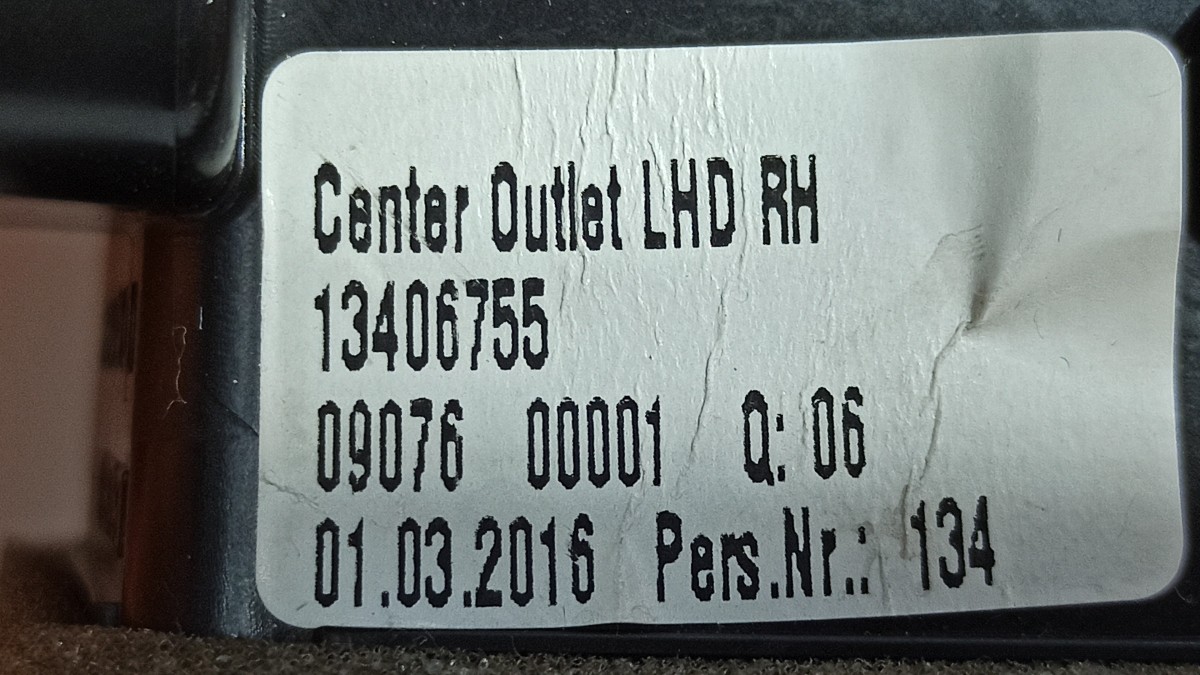 Center Outlet LHD RH
13406755
09076 00001 Q: 06
01.03.2016 Pers.Nr.: 134